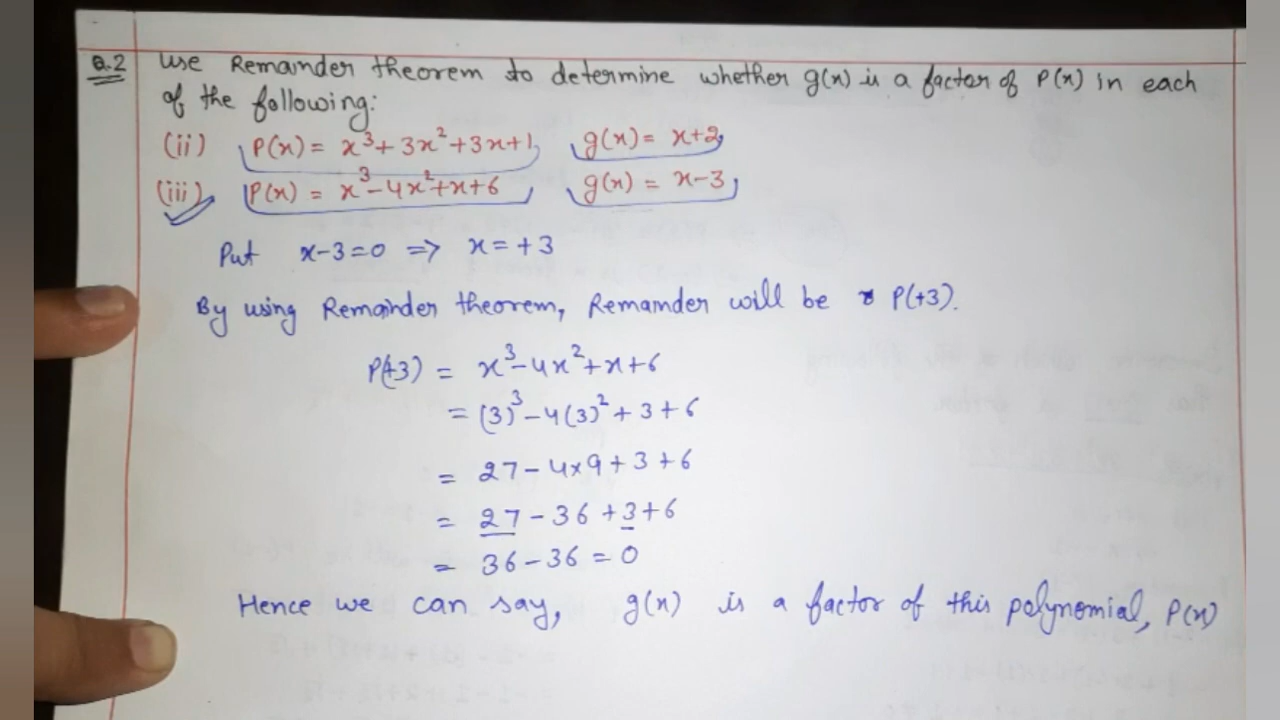 Q.2 Use Remainder theorem to determine whether g(x) is a factor of P(x) in each
of the following:
(ii) P(x) = x³+ 3x²+3x+1, g(x) = x+2,
(iii) P(x) = x³-4x²+x+6, g(x) = x-3,
Put x-3=0 => x=+3
By using Remainder theorem, Remainder will be P(+3).
P(+3) = x³-4x²+x+6
= (3)³-4(3)²+3+6
= 27-4×9+3+6
= 27-36+3+6
= 36-36=0
Hence we can say, g(x) is a factor of this polynomial, P(x)